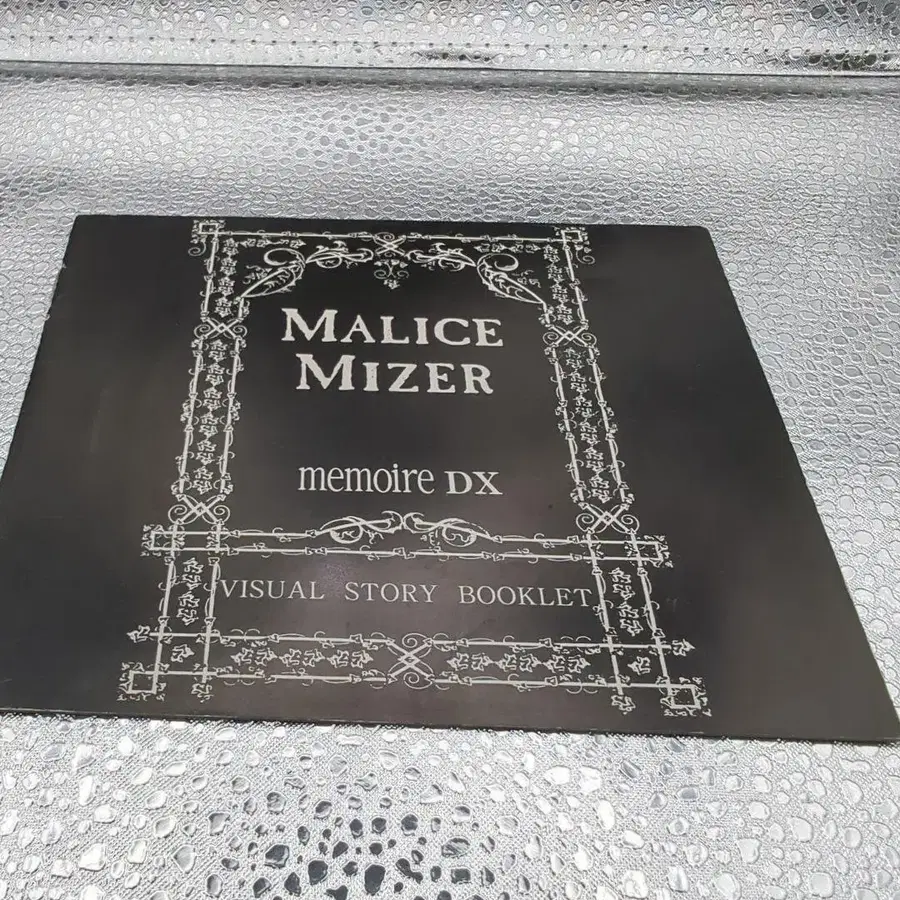 MALICE
MIZER
memoire DX
VISUAL STORY BOOKLET